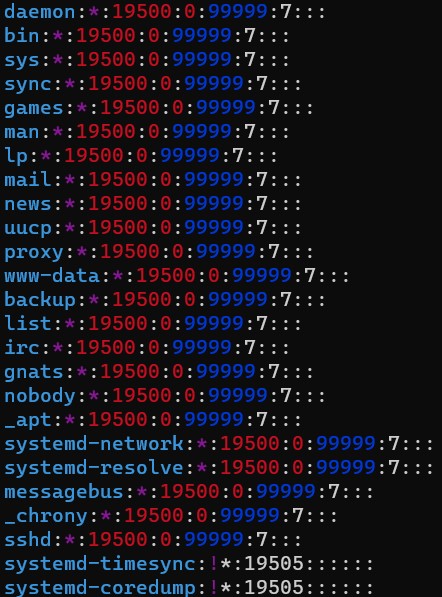 daemon:*:19500:0:99999:7:::
bin:*:19500:0:99999:7:::
sys:*:19500:0:99999:7:::
sync:*:19500:0:99999:7:::
games:*:19500:0:99999:7:::
man:*:19500:0:99999:7:::
lp:*:19500:0:99999:7:::
mail:*:19500:0:99999:7:::
news:*:19500:0:99999:7:::
uucp:*:19500:0:99999:7:::
proxy:*:19500:0:99999:7:::
www-data:*:19500:0:99999:7:::
backup:*:19500:0:99999:7:::
list:*:19500:0:99999:7:::
irc:*:19500:0:99999:7:::
gnats:*:19500:0:99999:7:::
nobody:*:19500:0:99999:7:::
_apt:*:19500:0:99999:7:::
systemd-network:*:19500:0:99999:7:::
systemd-resolve:*:19500:0:99999:7:::
messagebus:*:19500:0:99999:7:::
_chrony:*:19500:0:99999:7:::
sshd:*:19500:0:99999:7:::
systemd-timesync:!*:19505::::::
systemd-coredump:!*:19505::::::